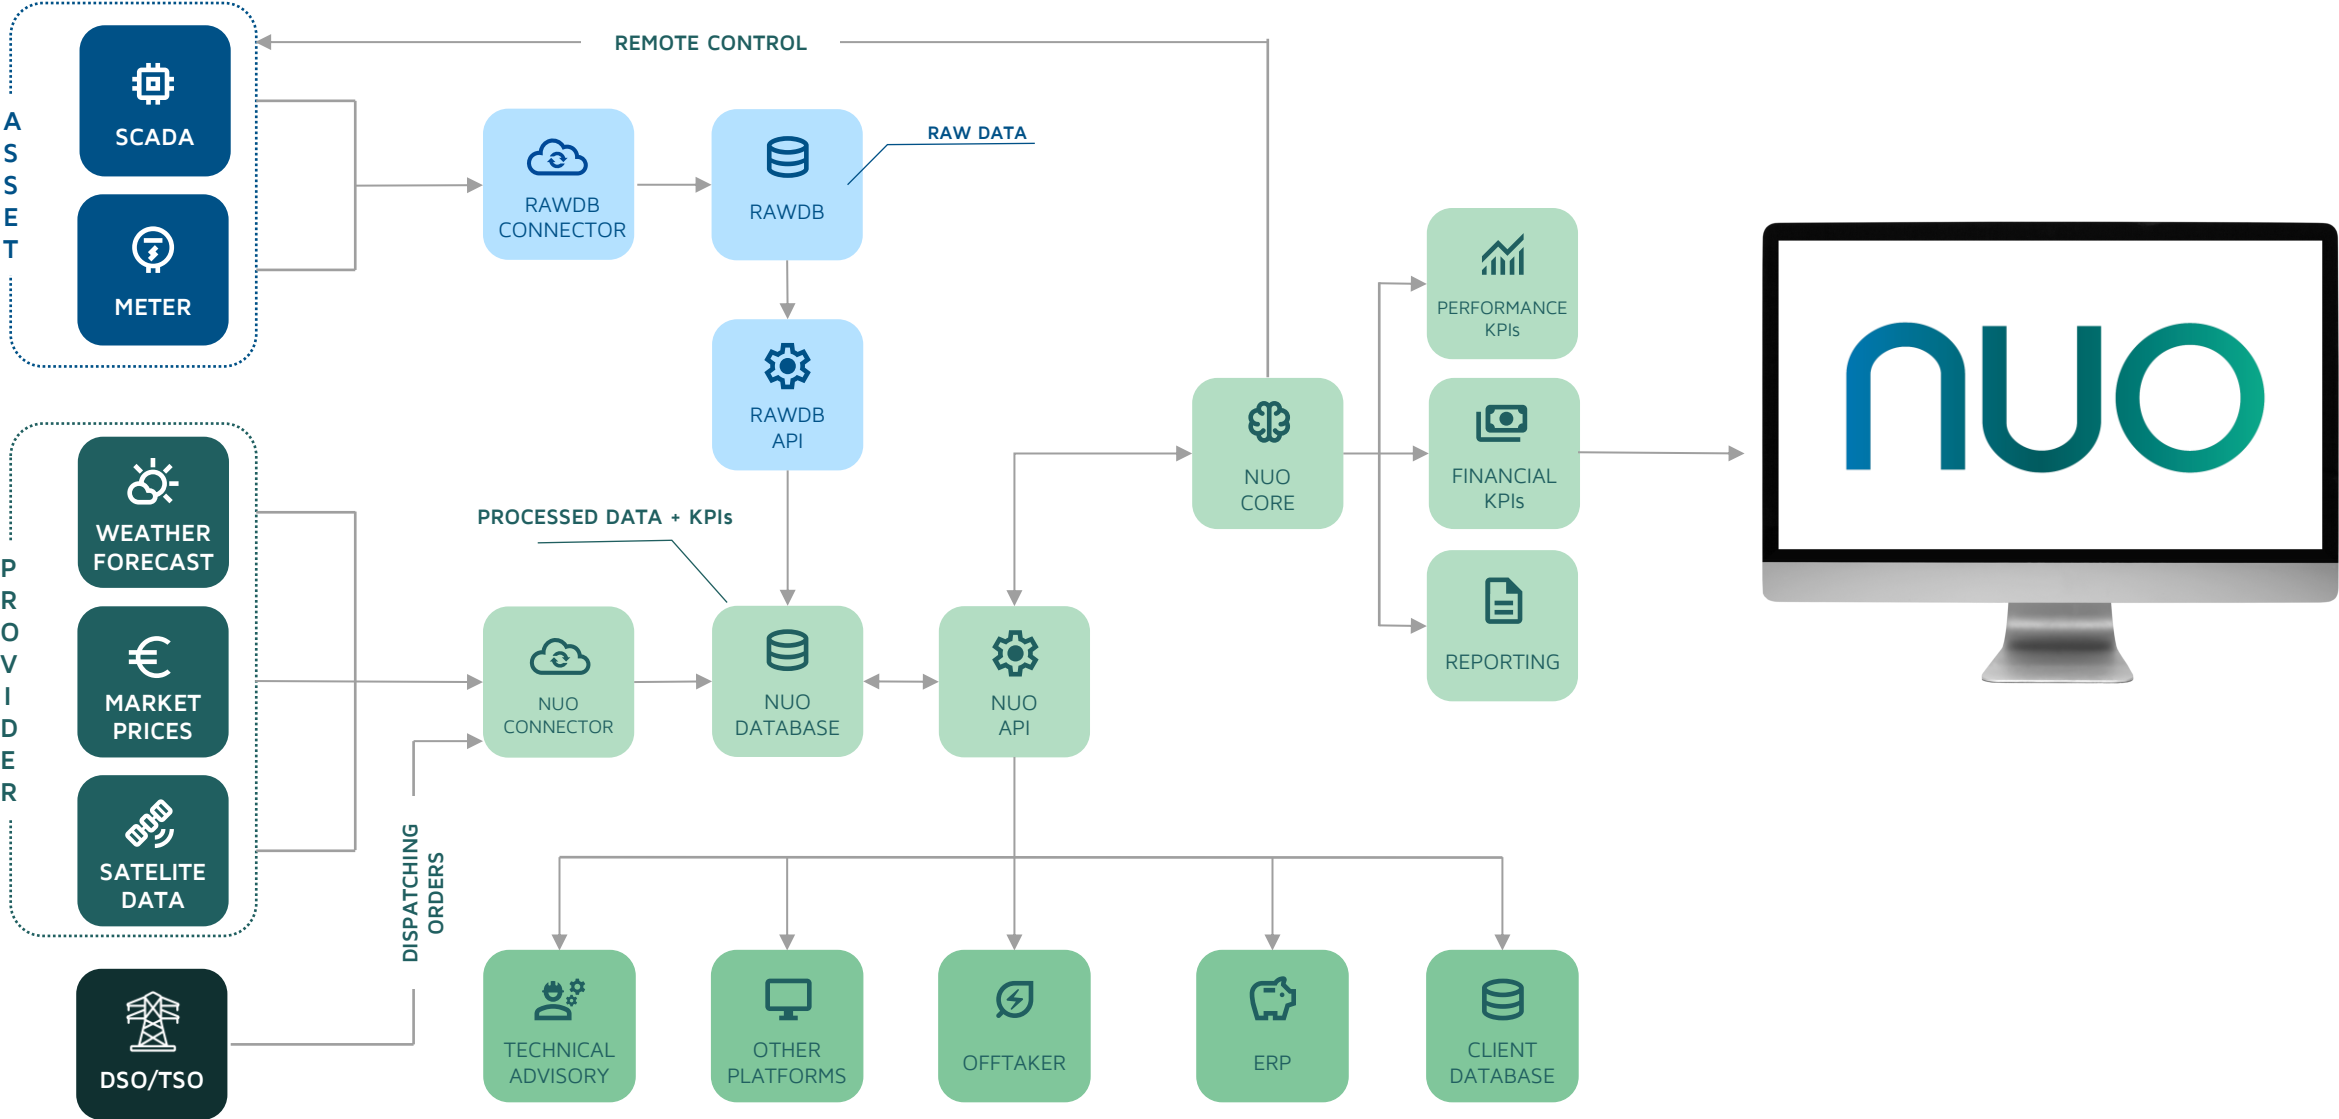 REMOTE CONTROL
ASSET
SCADA
METER
RAWDB
CONNECTOR
RAWDB
RAW DATA
RAWDB
API
PROVIDER
WEATHER
FORECAST
MARKET
PRICES
SATELITE
DATA
DSO/TSO
DISPATCHING
ORDERS
PROCESSED DATA + KPIs
NUO
CONNECTOR
NUO
DATABASE
NUO
API
NUO
CORE
PERFORMANCE
KPIs
FINANCIAL
KPIs
REPORTING
nuo
TECHNICAL
ADVISORY
OTHER
PLATFORMS
OFFTAKER
ERP
CLIENT
DATABASE